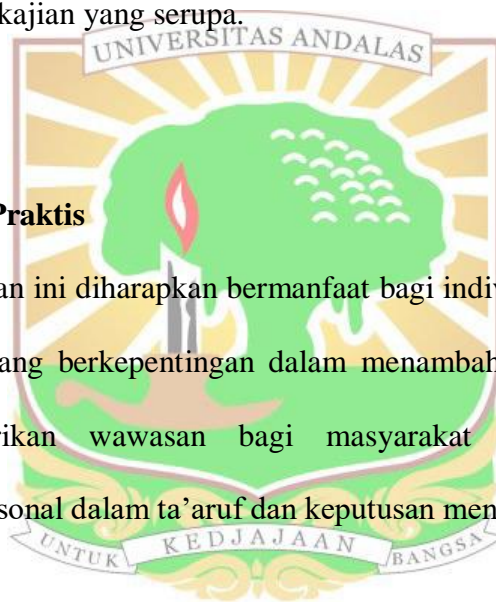 kajian yang serupa.
UNIVERSITAS ANDALAS
Praktis
an ini diharapkan bermanfaat bagi indiv
ang berkepentingan dalam menambah
rikan wawasan bagi masyarakat
sonal dalam ta’aruf dan keputusan men
UNTUK KEDJAJAAN BANGSA